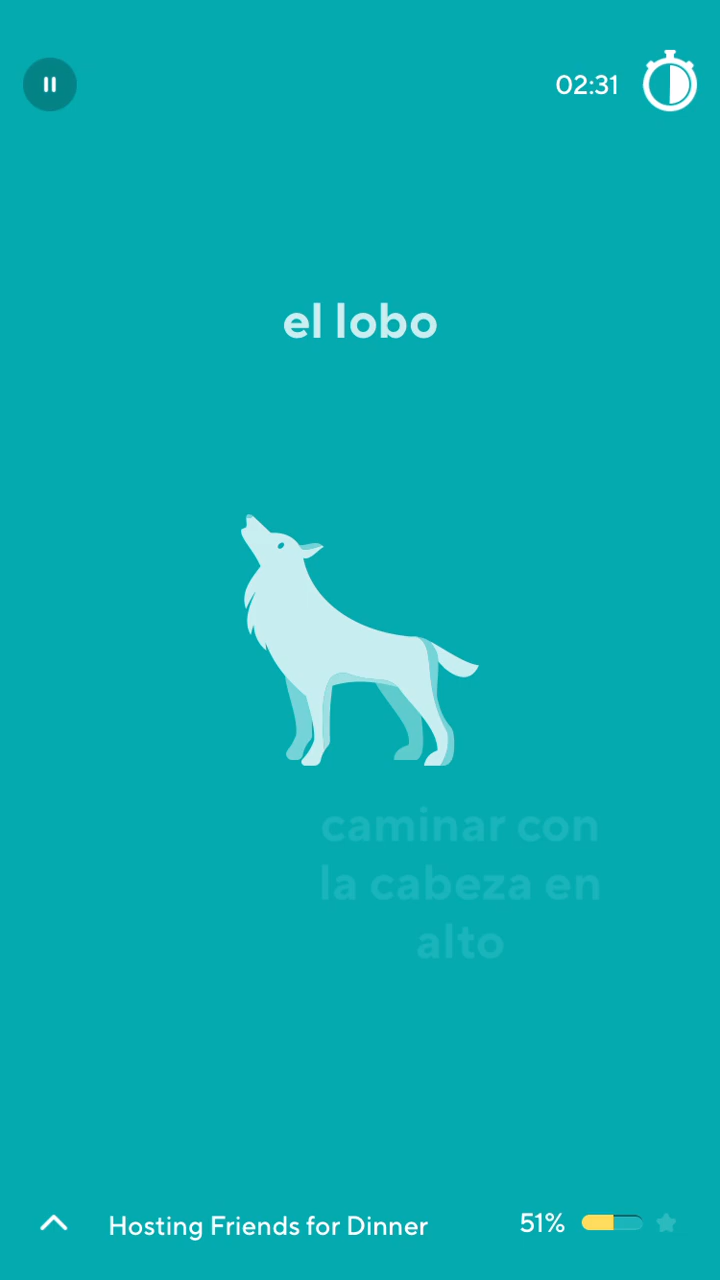 02:31
el lobo
caminar con
la cabeza en
alto
Hosting Friends for Dinner 51%